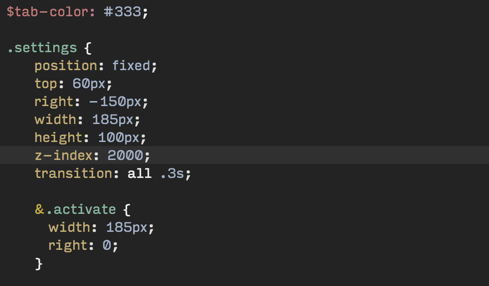 $tab-color: #333;
.settings {
position: fixed;
top: 60px;
right: -150px;
width: 185px;
height: 100px;
z-index: 2000;
transition: all .3s;
&.activate {
width: 185px;
right: 0;
}